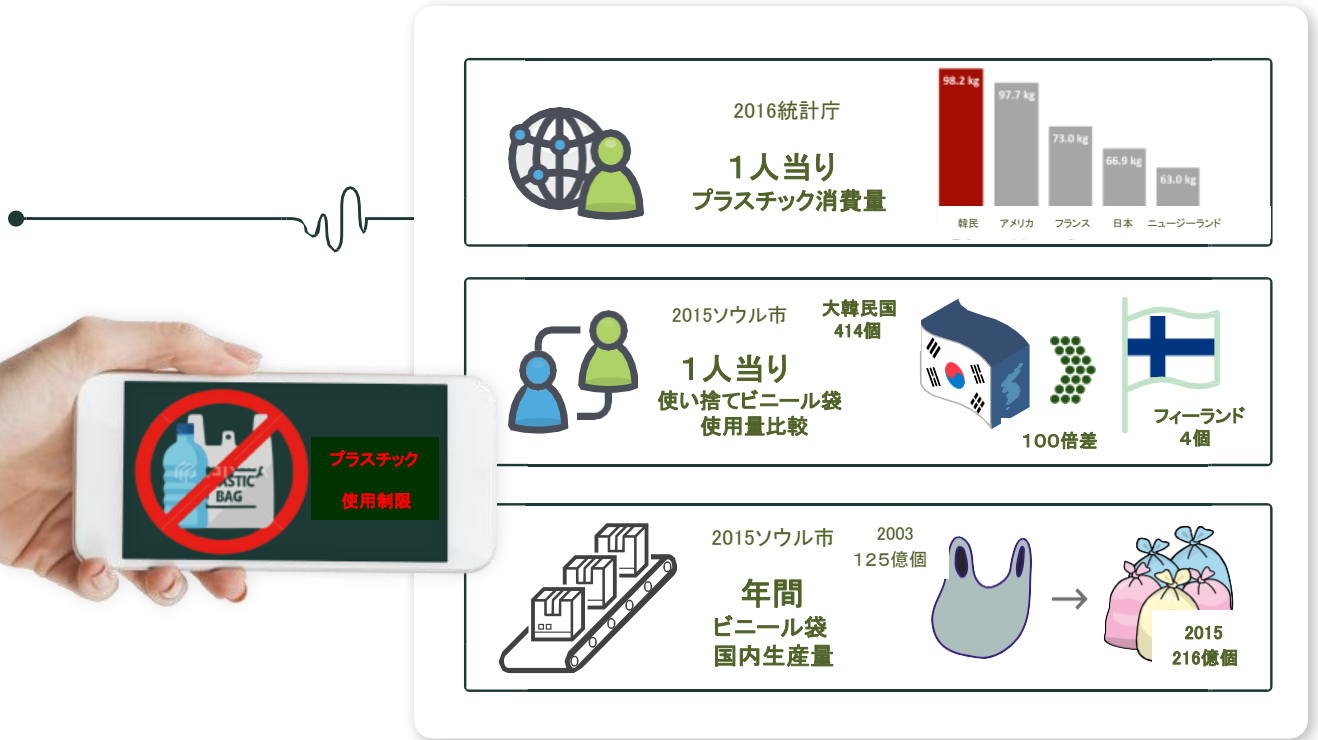 2016統計庁
1人当り
プラスチック消費量
98.2 kg
97.7 kg
73.0 kg
66.9 kg
63.0 kg
韓民 アメリカ フランス 日本 ニュージーランド
2015ソウル市
1人当り
使い捨てビニール袋
使用量比較
大韓民国
414個
100倍差
フィーランド
4個
プラスチック
使用制限
BAG
2015ソウル市
年間
ビニール袋
国内生産量
2003
125億個
2015
216億個